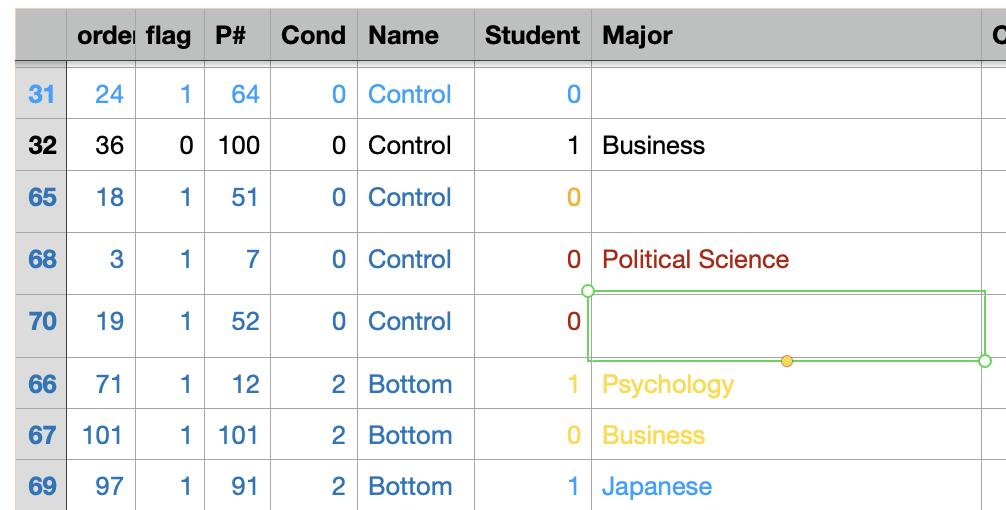 order flag P# Cond Name Student Major C
31 24 1 64 0 Control 0
32 36 0 100 0 Control 1 Business
65 18 1 51 0 Control 0
68 3 1 7 0 Control 0 Political Science
70 19 1 52 0 Control 0
66 71 1 12 2 Bottom 1 Psychology
67 101 1 101 2 Bottom 0 Business
69 97 1 91 2 Bottom 1 Japanese